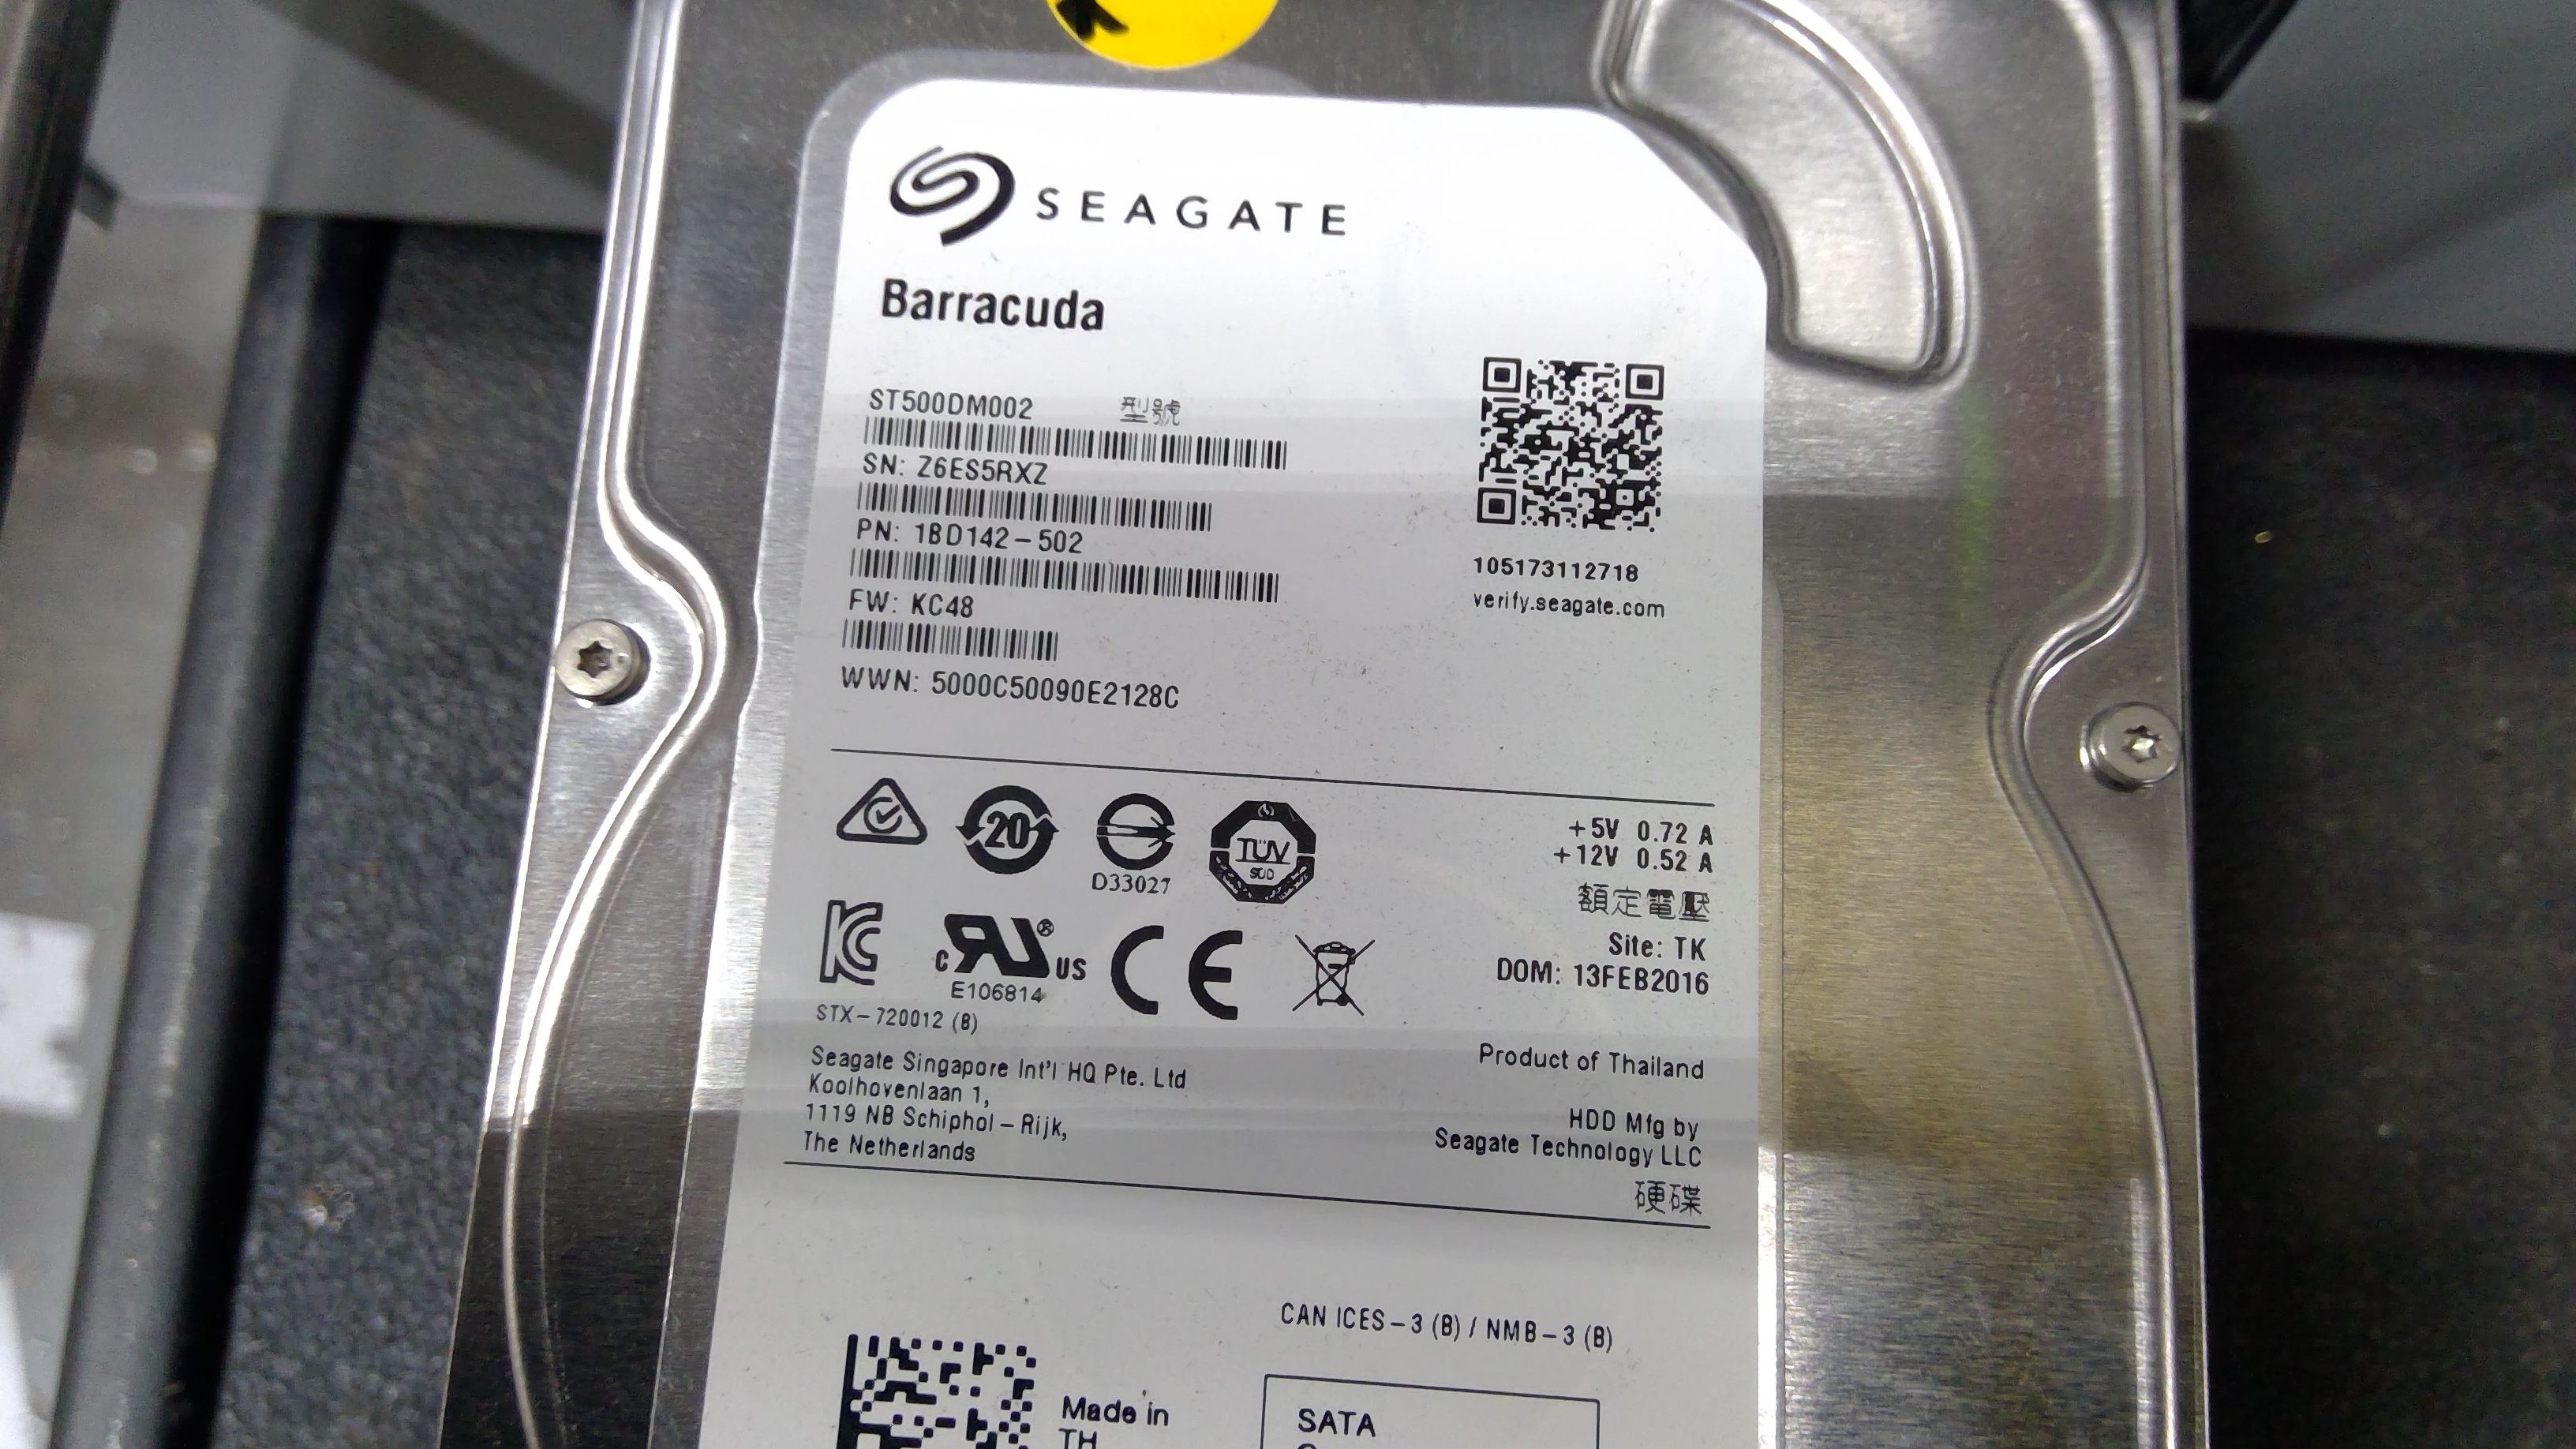 SEAGATE
Barracuda
ST500DM002 型號
SN: Z6ES5RXZ
PN: 1BD142-502
FW: KC48
WWN: 5000C50090E2128C
105173112718
verify.seagate.com
20
D33027
TÜV
SÜD
+5V 0.72 A
+12V 0.52 A
額定電壓
Site: TK
DOM: 13FEB2016
c RU ® US
E106814
CE
STX-720012 (B)
Seagate Singapore Int'l HQ Pte. Ltd
Koolhovenlaan 1,
1119 NB Schiphol-Rijk,
The Netherlands
Product of Thailand
HDD Mfg by
Seagate Technology LLC
硬碟
CAN ICES-3 (B) / NMB-3 (B)
Made in
TH
SATA